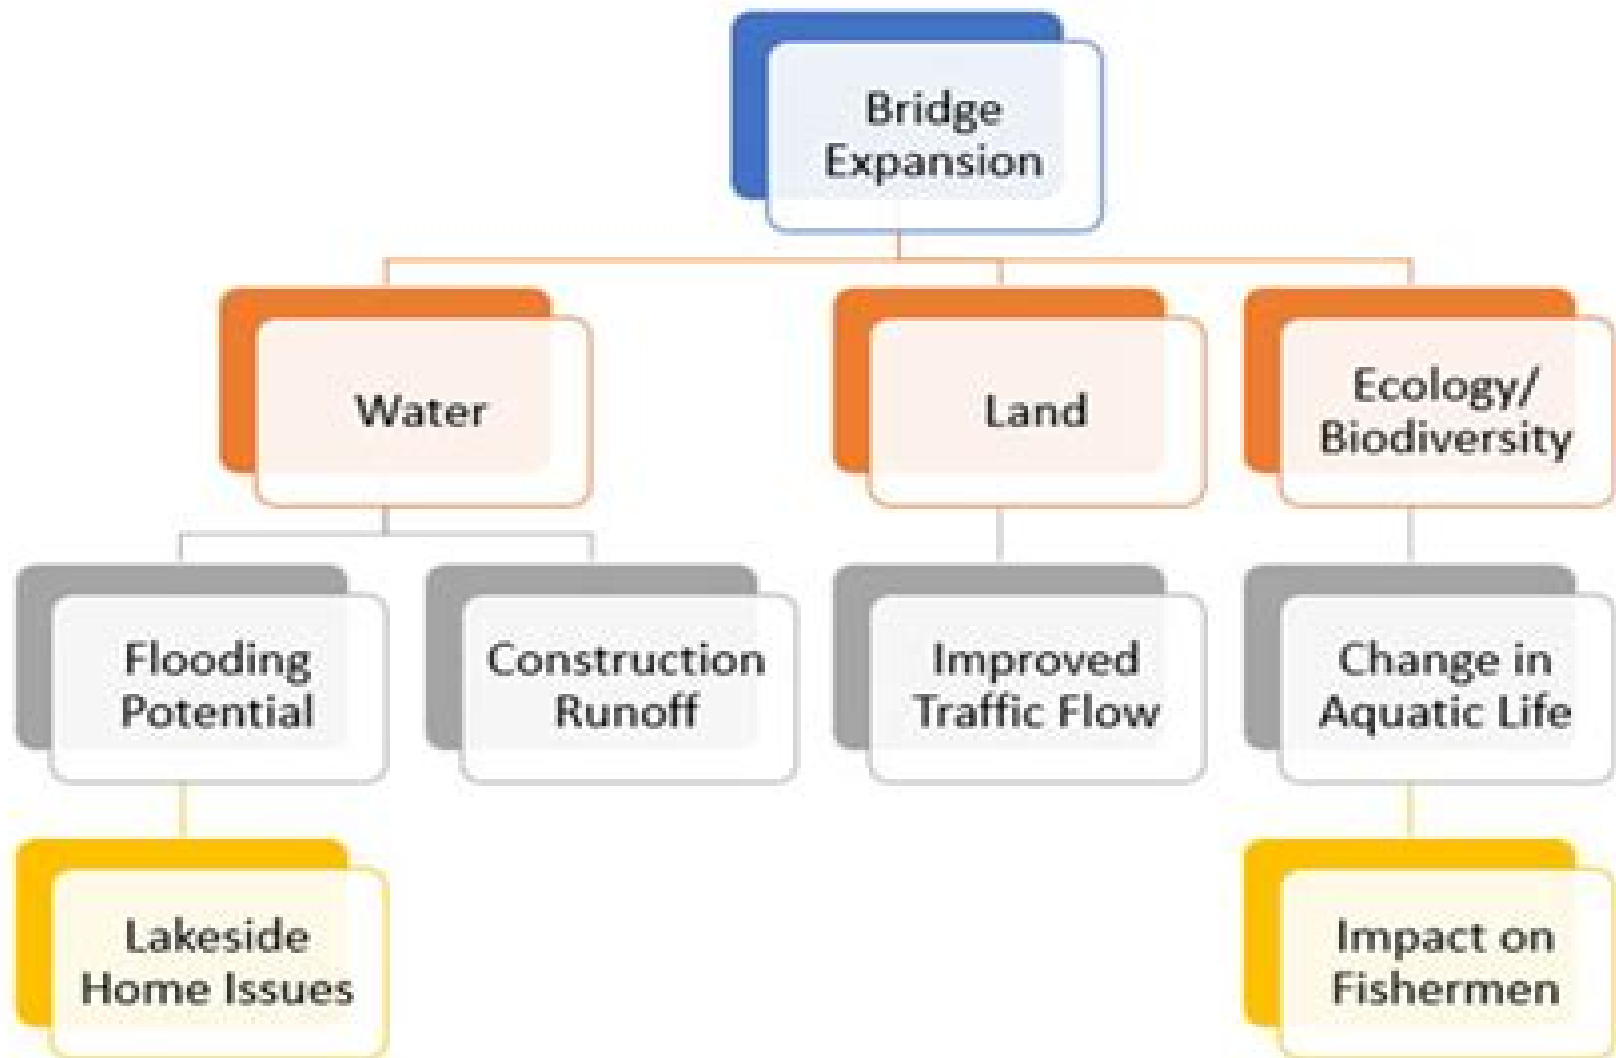 Bridge
Expansion
Water
Land
Ecology/
Biodiversity
Flooding
Potential
Construction
Runoff
Improved
Traffic Flow
Change in
Aquatic Life
Lakeside
Home Issues
Impact on
Fishermen